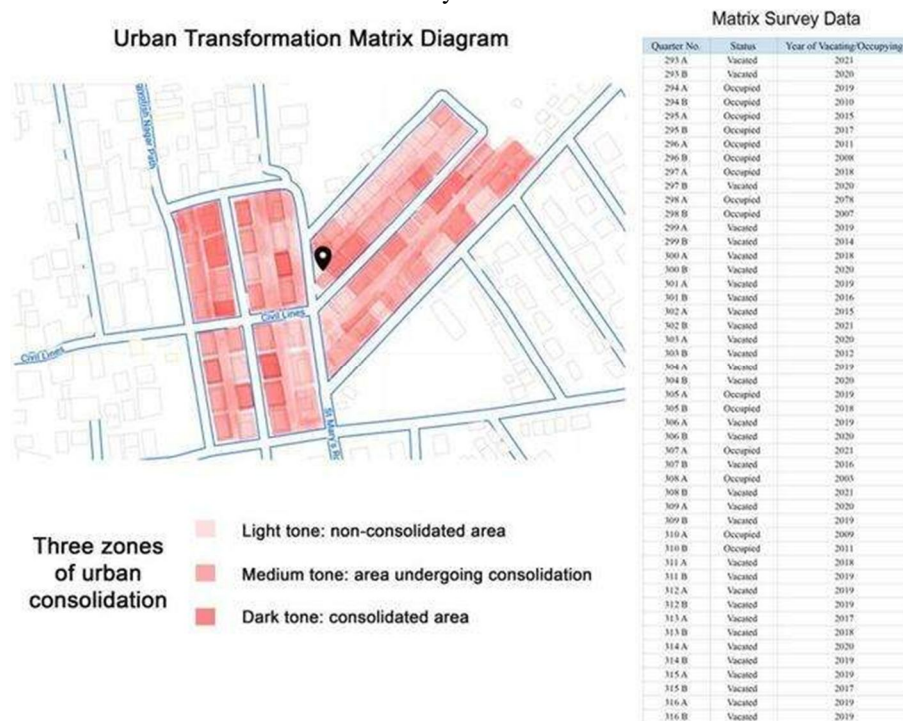 Urban Transformation Matrix Diagram
Nagar Path
Civil Lines
Civil Lines
St Mary's
Three zones
of urban
consolidation
Light tone: non-consolidated area
Medium tone: area undergoing consolidation
Dark tone: consolidated area
Matrix Survey Data
Quarter No. Status Year of Vacating/Occupying
293 A Vacated 2021
293 B Vacated 2020
294 A Occupied 2019
294 B Occupied 2010
295 A Occupied 2015
295 B Occupied 2017
296 A Occupied 2011
296 B Occupied 2008
297 A Occupied 2018
297 B Vacated 2020
298 A Occupied 2078
298 B Occupied 2007
299 A Vacated 2019
299 B Vacated 2014
300 A Vacated 2018
300 B Vacated 2020
301 A Vacated 2019
301 B Vacated 2016
302 A Vacated 2015
302 B Vacated 2021
303 A Vacated 2020
303 B Vacated 2012
304 A Vacated 2019
304 B Vacated 2020
305 A Occupied 2019
305 B Occupied 2018
306 A Vacated 2019
306 B Vacated 2020
307 A Occupied 2021
307 B Vacated 2016
308 A Occupied 2003
308 B Vacated 2021
309 A Vacated 2020
309 B Vacated 2019
310 A Occupied 2009
310 B Occupied 2011
311 A Vacated 2018
311 B Vacated 2019
312 A Vacated 2019
312 B Vacated 2019
313 A Vacated 2017
313 B Vacated 2018
314 A Vacated 2020
314 B Vacated 2019
315 A Vacated 2019
315 B Vacated 2017
316 A Vacated 2019
316 B Vacated 2019